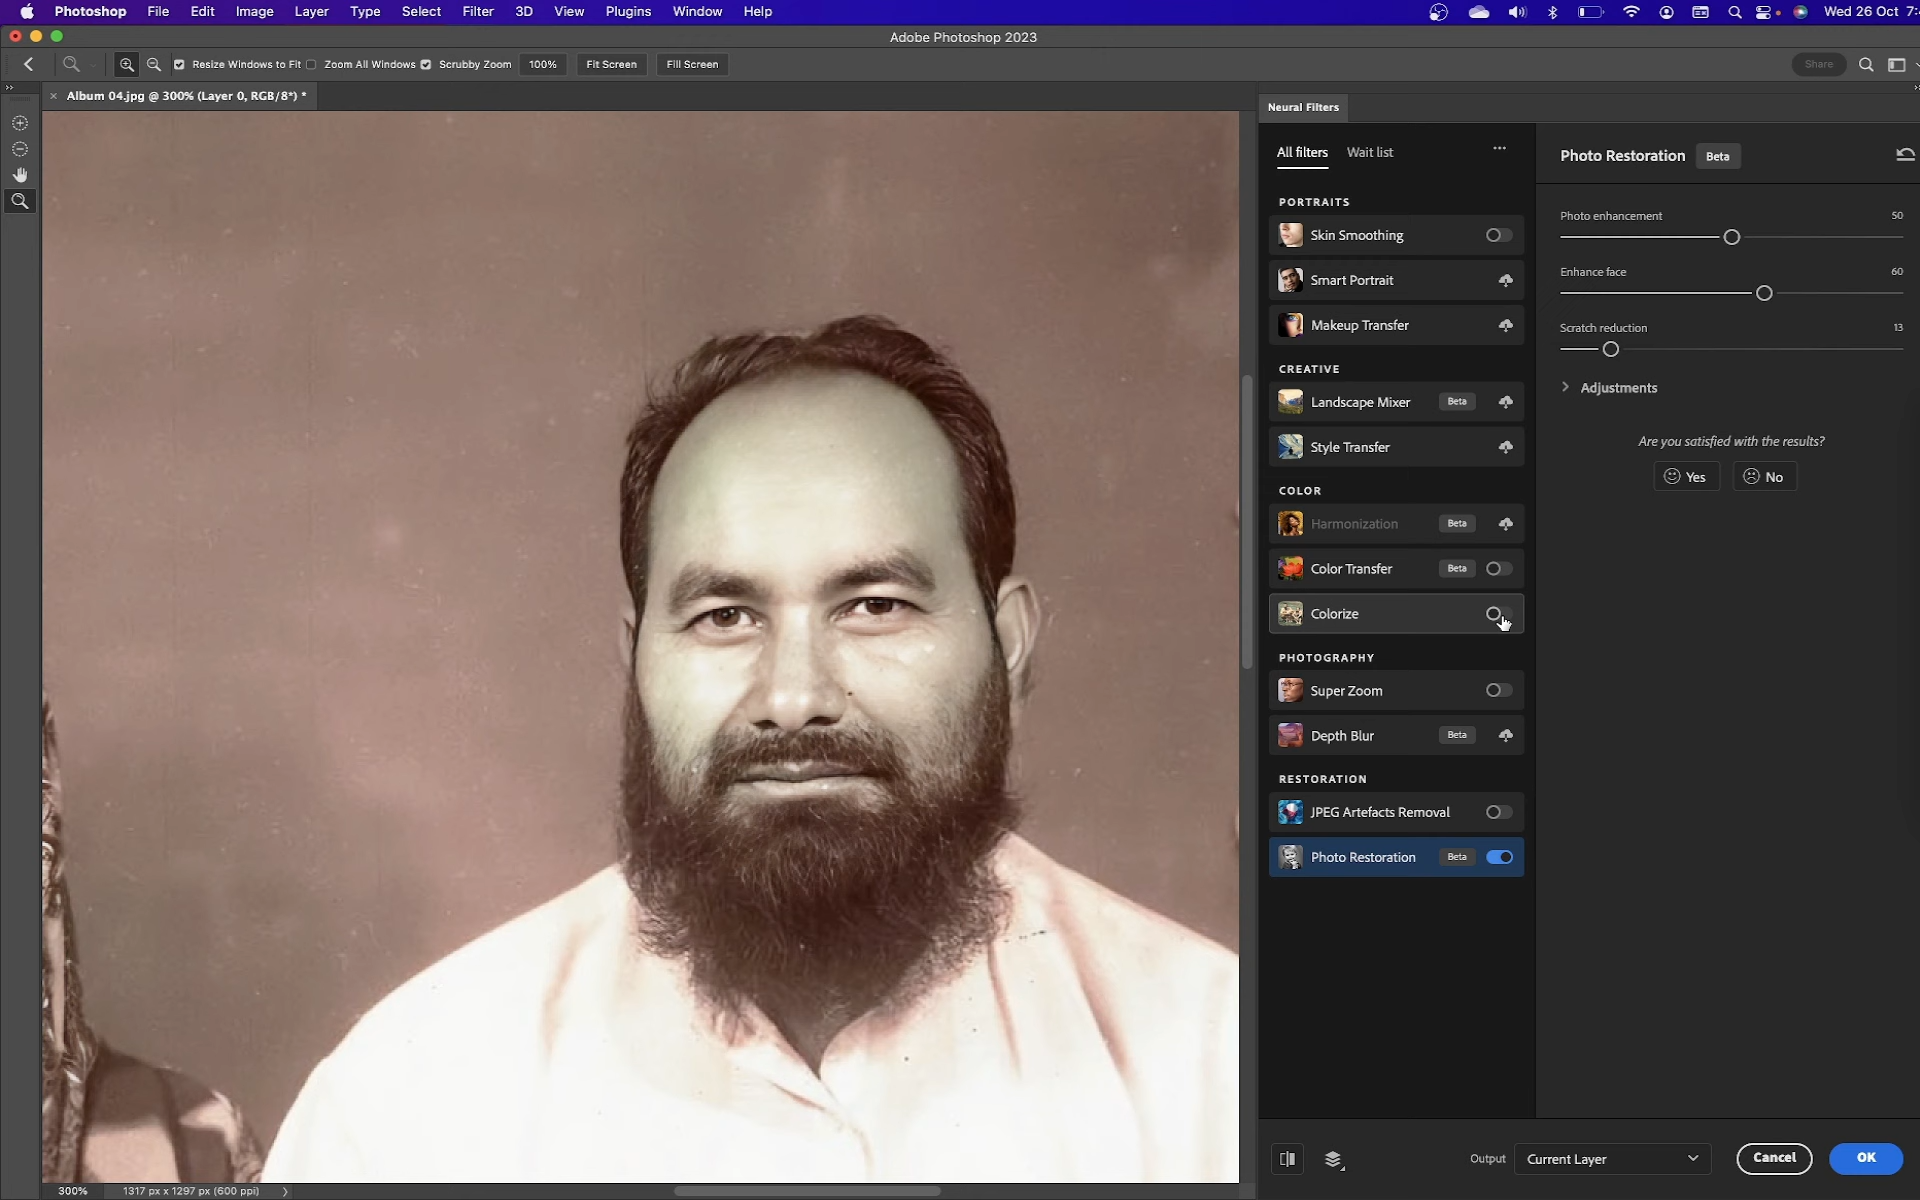 Photoshop File Edit Image Layer Type Select Filter 3D View Plugins Window Help Wed 26 Oct
Adobe Photoshop 2023
Resize Windows to Fit Zoom All Windows Scrubby Zoom 100% Fit Screen Fill Screen Share
× Album 04.jpg @ 300% (Layer 0, RGB/8*) *
Neural Filters
All filters Wait list ...
Photo Restoration Beta
PORTRAITS
Skin Smoothing
Smart Portrait
Makeup Transfer
CREATIVE
Landscape Mixer Beta
Style Transfer
COLOR
Harmonization Beta
Color Transfer Beta
Colorize
PHOTOGRAPHY
Super Zoom
Depth Blur Beta
RESTORATION
JPEG Artefacts Removal
Photo Restoration Beta
Photo enhancement 50
Enhance face 60
Scratch reduction 13
Adjustments
Are you satisfied with the results?
Yes No
Output Current Layer Cancel OK
300% 1317 px x 1297 px (600 ppi)